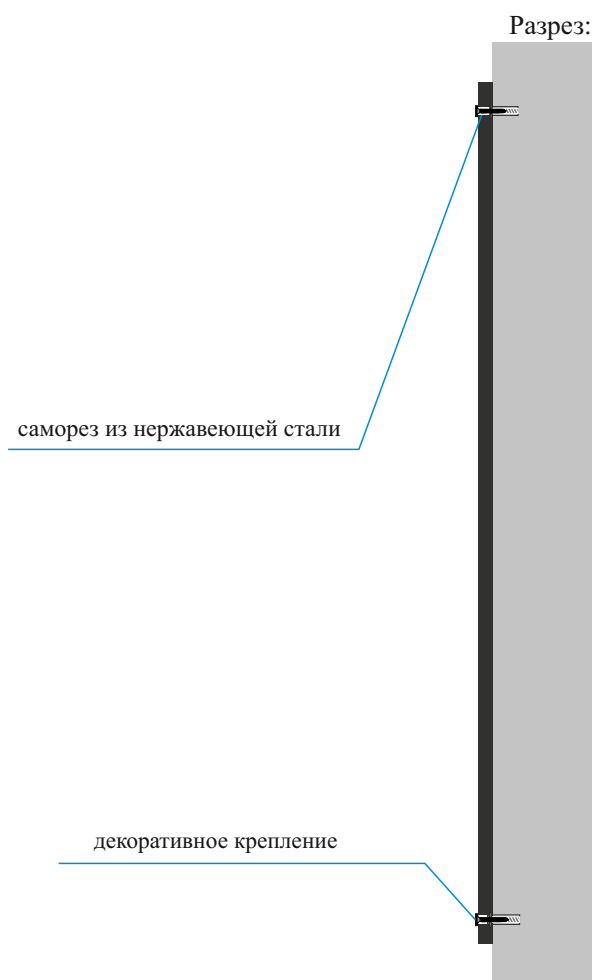 Разрез:
саморез из нержавеющей стали
декоративное крепление